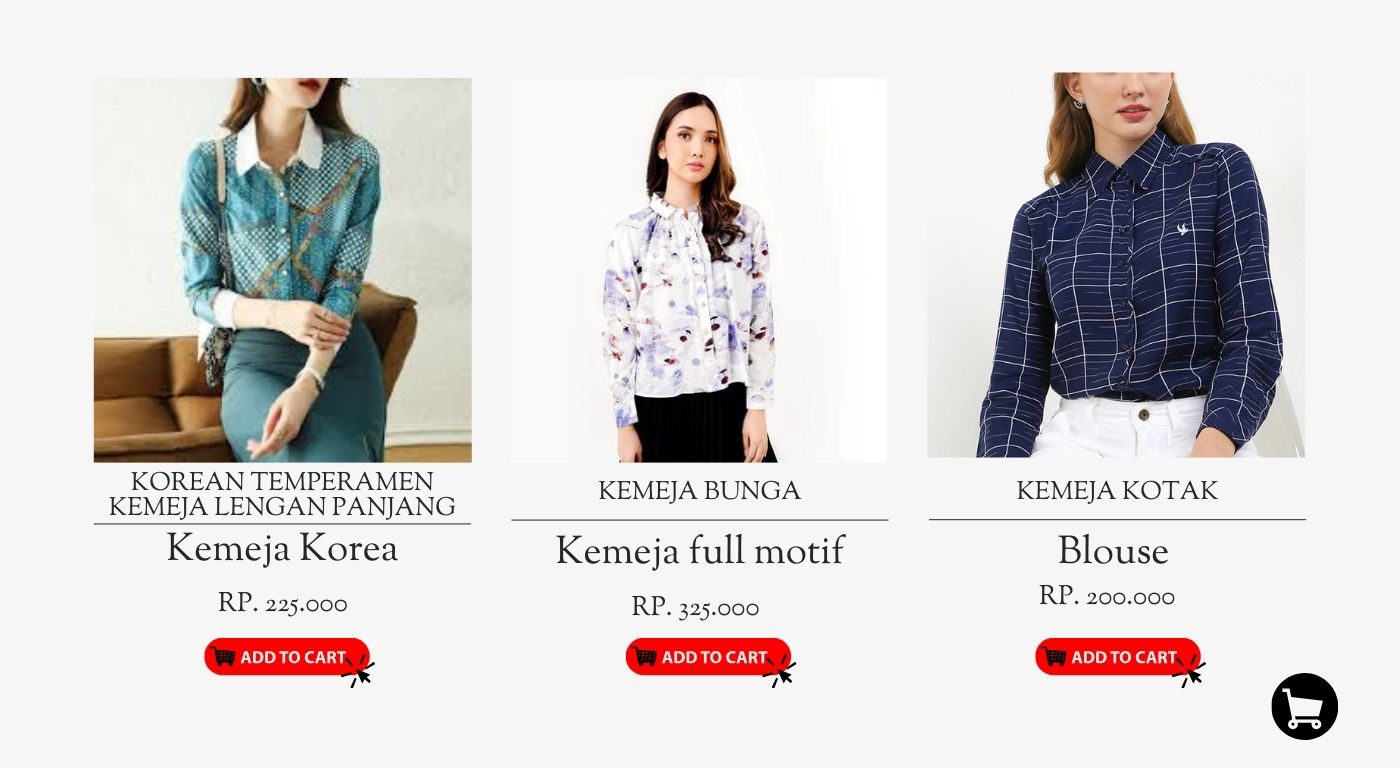 KOREAN TEMPERAMEN
KEMEJA LENGAN PANJANG
Kemeja Korea
RP. 225.000
ADD TO CART
KEMEJA BUNGA
Kemeja full motif
RP. 325.000
ADD TO CART
KEMEJA KOTAK
Blouse
RP. 200.000
ADD TO CART